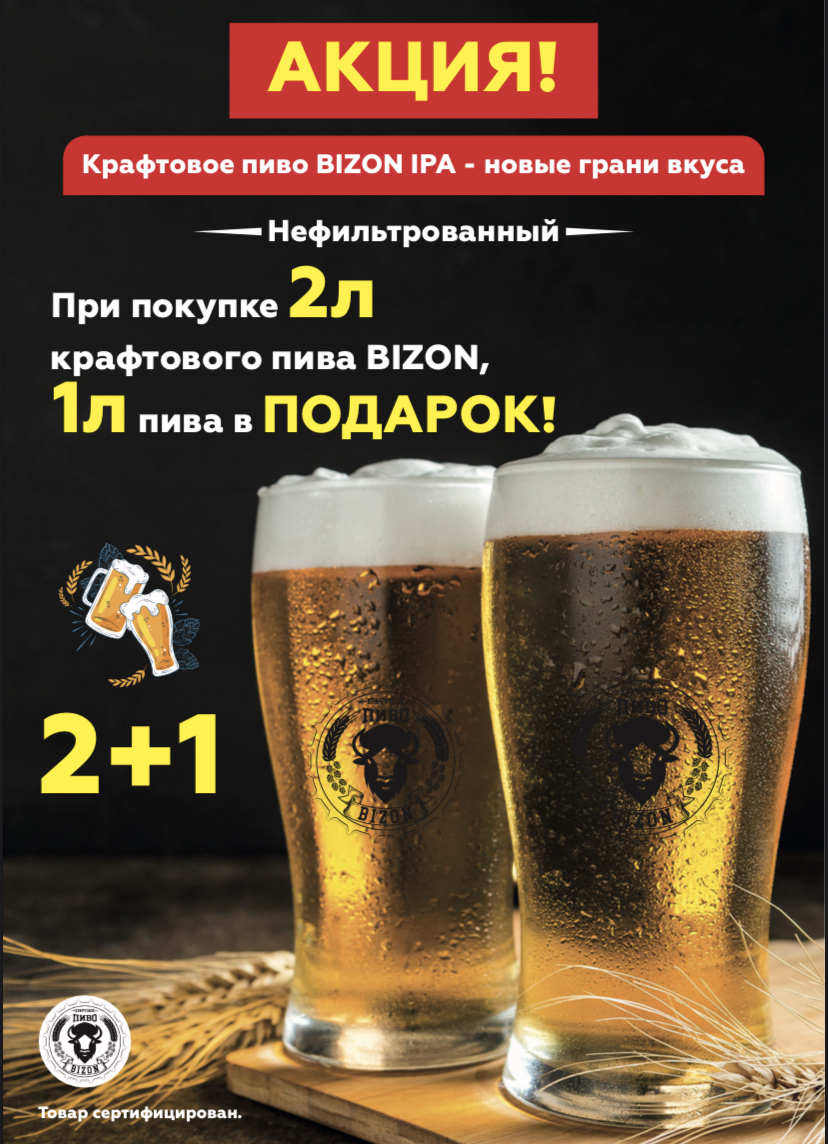 АКЦИЯ!
Крафтовое пиво BIZON IPA - новые грани вкуса
Нефильтрованный
При покупке 2л
крафтового пива BIZON,
1л пива в ПОДАРОК!
2+1
ПИВО
BIZON
ПИВО
BIZON
ПИВО
BIZON
Товар сертифицирован.